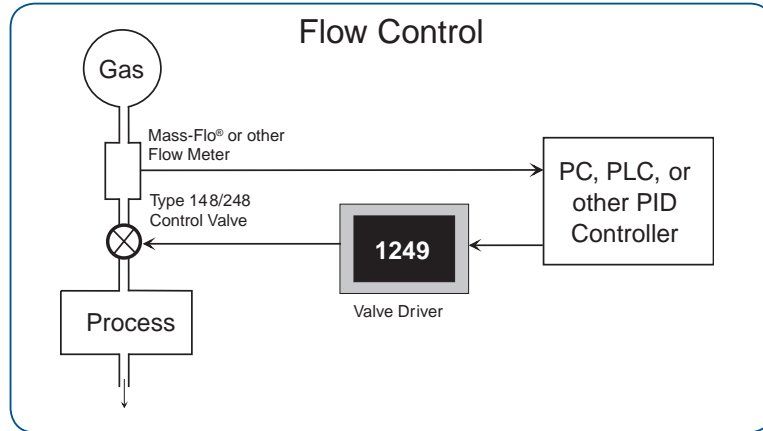 Flow Control
Gas
Mass-Flo® or other
Flow Meter
Type 148/248
Control Valve
PC, PLC, or
other PID
Controller
1249
Valve Driver
Process